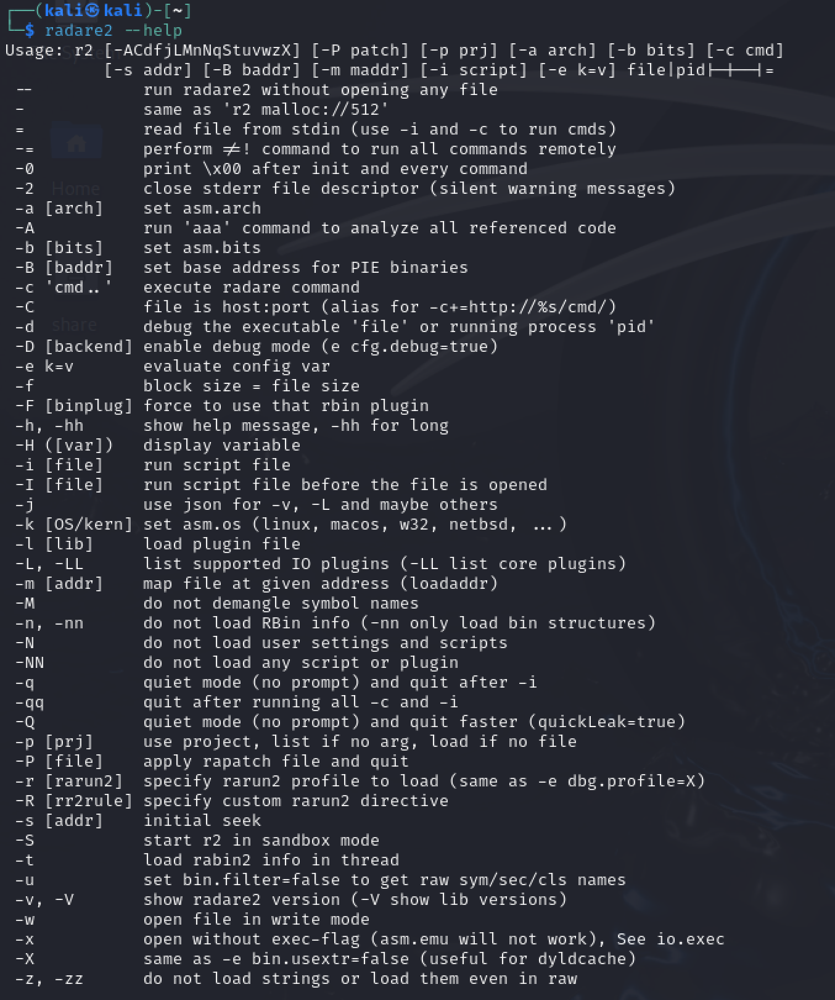 ┌──(kali㉿kali)-[~]
└─$ radare2 --help
Usage: r2 [-ACdfjLMnNqStuvwzX] [-P patch] [-p prj] [-a arch] [-b bits] [-c cmd]
          [-s addr] [-B baddr] [-m maddr] [-i script] [-e k=v] file|pid|--|--|=
 --           run radare2 without opening any file
 -            same as 'r2 malloc://512'
 =            read file from stdin (use -i and -c to run cmds)
 -=           perform =! command to run all commands remotely
 -0           print \x00 after init and every command
 -2           close stderr file descriptor (silent warning messages)
 -a [arch]    set asm.arch
 -A           run 'aaa' command to analyze all referenced code
 -b [bits]    set asm.bits
 -B [baddr]   set base address for PIE binaries
 -c 'cmd..'   execute radare command
 -C           file is host:port (alias for -c+=http://%s/cmd/)
 -d           debug the executable 'file' or running process 'pid'
 -D [backend] enable debug mode (e cfg.debug=true)
 -e k=v       evaluate config var
 -f           block size = file size
 -F [binplug] force to use that rbin plugin
 -h, -hh      show help message, -hh for long
 -H ([var])   display variable
 -i [file]    run script file
 -I [file]    run script file before the file is opened
 -j           use json for -v, -L and maybe others
 -k [OS/kern] set asm.os (linux, macos, w32, netbsd, ...)
 -l [lib]     load plugin file
 -L, -LL      list supported IO plugins (-LL list core plugins)
 -m [addr]    map file at given address (loadaddr)
 -M           do not demangle symbol names
 -n, -nn      do not load RBin info (-nn only load bin structures)
 -N           do not load user settings and scripts
 -NN          do not load any script or plugin
 -q           quiet mode (no prompt) and quit after -i
 -qq          quit after running all -c and -i
 -Q           quiet mode (no prompt) and quit faster (quickLeak=true)
 -p [prj]     use project, list if no arg, load if no file
 -P [file]    apply rapatch file and quit
 -r [rarun2]  specify rarun2 profile to load (same as -e dbg.profile=X)
 -R [rr2rule] specify custom rarun2 directive
 -s [addr]    initial seek
 -S           start r2 in sandbox mode
 -t           load rabin2 info in thread
 -u           set bin.filter=false to get raw sym/sec/cls names
 -v, -V       show radare2 version (-V show lib versions)
 -w           open file in write mode
 -x           open without exec-flag (asm.emu will not work), See io.exec
 -X           same as -e bin.usextr=false (useful for dyldcache)
 -z, -zz      do not load strings or load them even in raw
Home
share